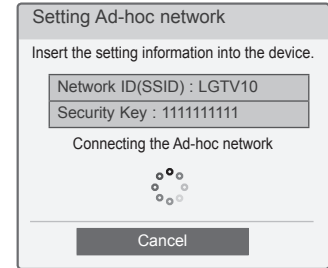 Setting Ad-hoc network
Insert the setting information into the device.
Network ID(SSID) : LGTV10
Security Key : 1111111111
Connecting the Ad-hoc network
Cancel